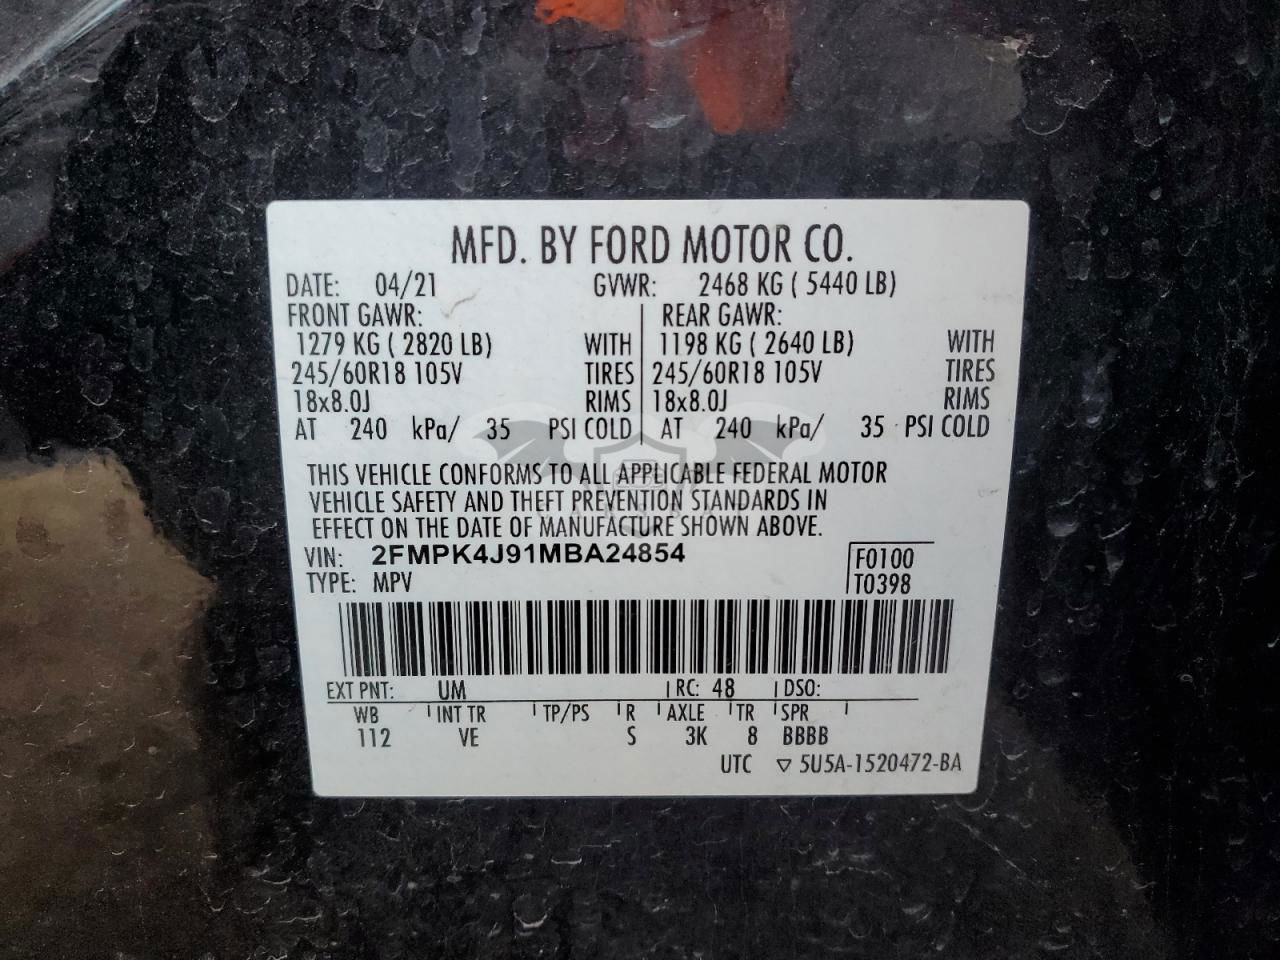 MFD. BY FORD MOTOR CO.
DATE: 04/21 GVWR: 2468 KG ( 5440 LB)
FRONT GAWR: REAR GAWR:
1279 KG ( 2820 LB) WITH 1198 KG ( 2640 LB) WITH
245/60R18 105V TIRES 245/60R18 105V TIRES
18x8.0J RIMS 18x8.0J RIMS
AT 240 kPa/ 35 PSI COLD AT 240 kPa/ 35 PSI COLD
THIS VEHICLE CONFORMS TO ALL APPLICABLE FEDERAL MOTOR
VEHICLE SAFETY AND THEFT PREVENTION STANDARDS IN
EFFECT ON THE DATE OF MANUFACTURE SHOWN ABOVE.
VIN: 2FMPK4J91MBA24854 F0100
TYPE: MPV T0398
EXT PNT: UM RC: 48 DSO:
WB INT TR TP/PS R AXLE TR SPR
112 VE S 3K 8 BBBB
UTC ▽ 5U5A-1520472-BA